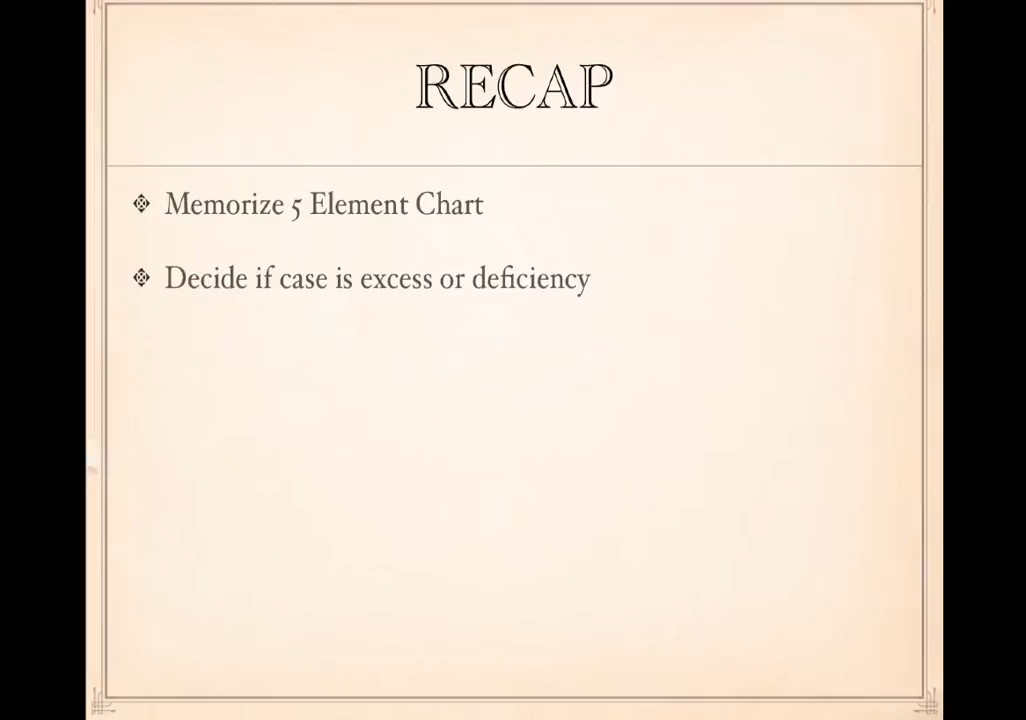 RECAP
Memorize 5 Element Chart
Decide if case is excess or deficiency